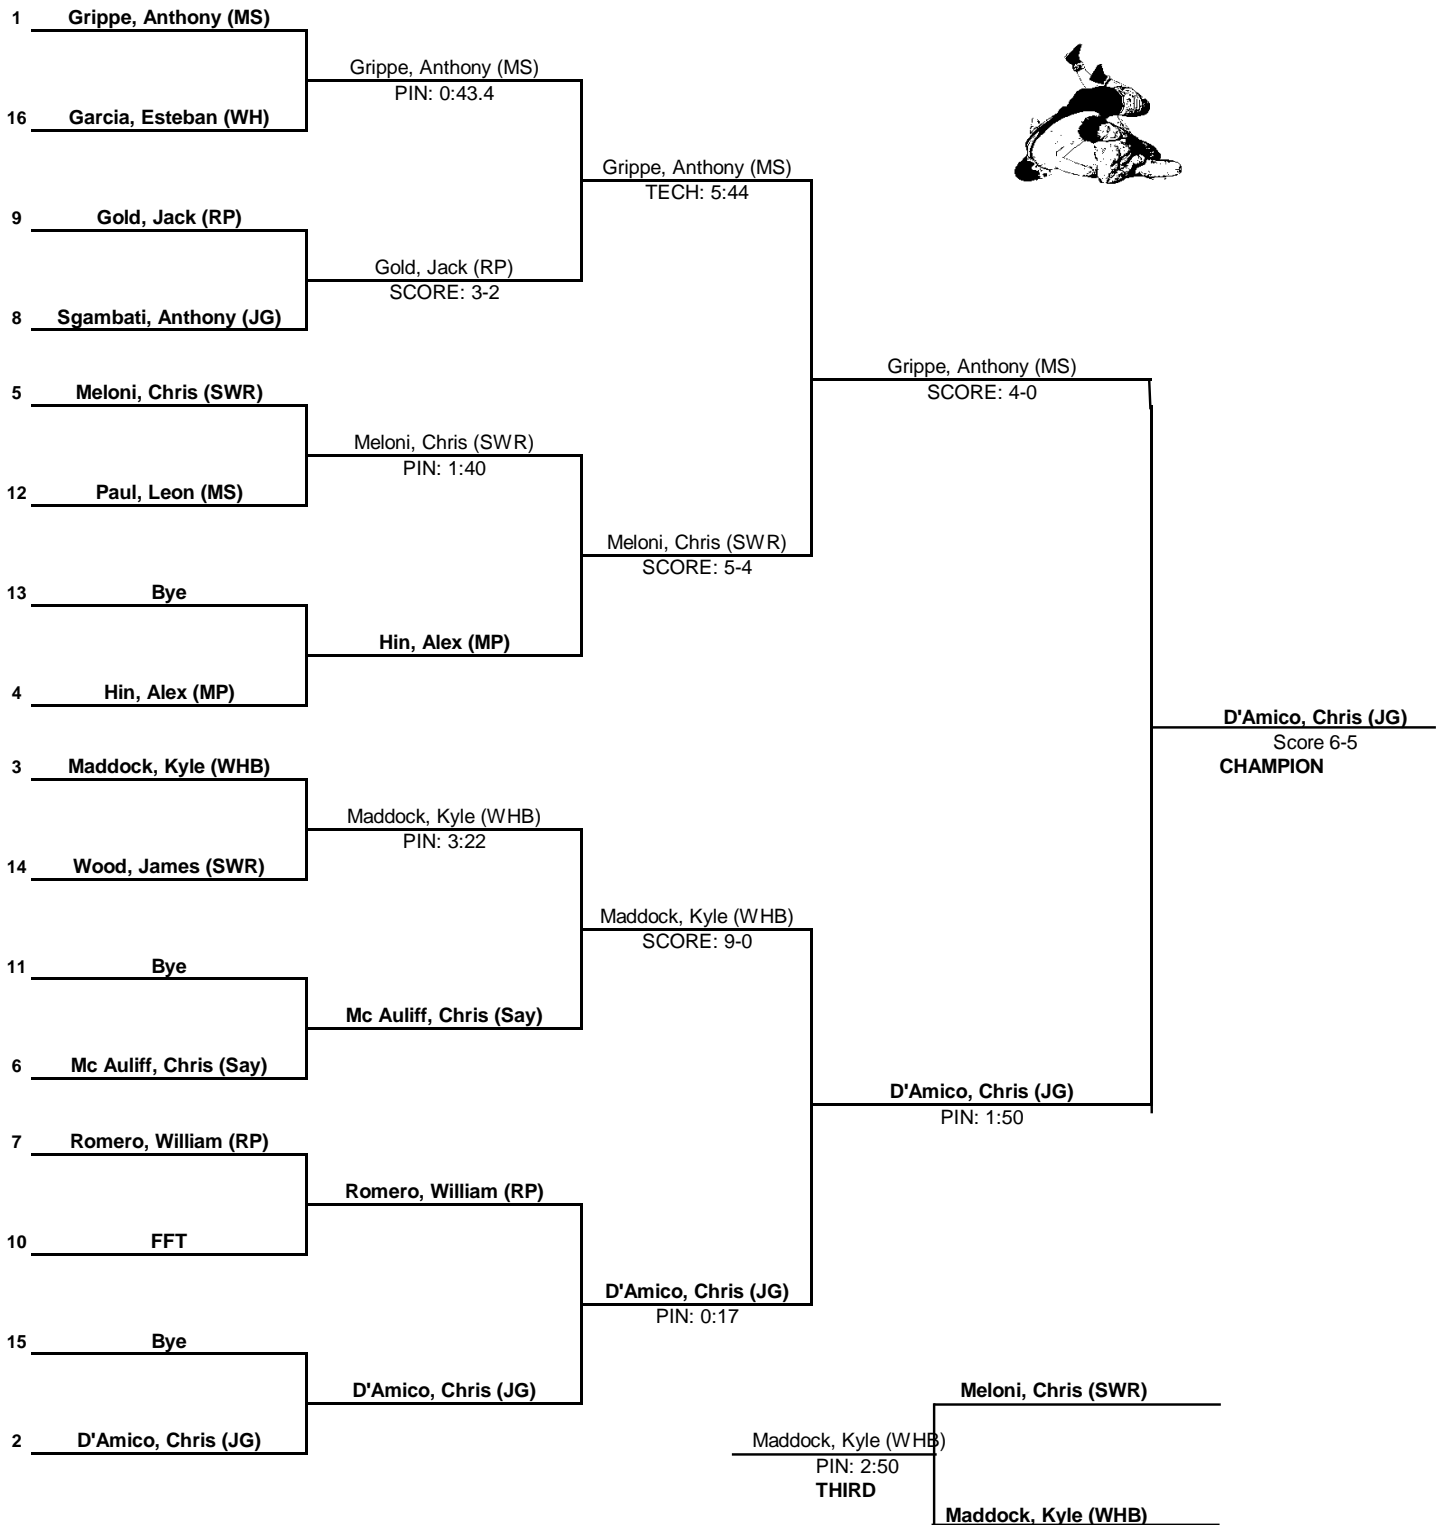 1 Grippe, Anthony (MS)
Grippe, Anthony (MS)
PIN: 0:43.4
16 Garcia, Esteban (WH)
Grippe, Anthony (MS)
TECH: 5:44
9 Gold, Jack (RP)
Gold, Jack (RP)
SCORE: 3-2
8 Sgambati, Anthony (JG)
Grippe, Anthony (MS)
SCORE: 4-0
5 Meloni, Chris (SWR)
Meloni, Chris (SWR)
PIN: 1:40
12 Paul, Leon (MS)
Meloni, Chris (SWR)
SCORE: 5-4
13 Bye
Hin, Alex (MP)
4 Hin, Alex (MP)
D'Amico, Chris (JG)
Score 6-5
CHAMPION
3 Maddock, Kyle (WHB)
Maddock, Kyle (WHB)
PIN: 3:22
14 Wood, James (SWR)
Maddock, Kyle (WHB)
SCORE: 9-0
11 Bye
Mc Auliff, Chris (Say)
6 Mc Auliff, Chris (Say)
D'Amico, Chris (JG)
PIN: 1:50
7 Romero, William (RP)
Romero, William (RP)
10 FFT
D'Amico, Chris (JG)
PIN: 0:17
15 Bye
D'Amico, Chris (JG)
2 D'Amico, Chris (JG)
Meloni, Chris (SWR)
Maddock, Kyle (WHB)
PIN: 2:50
THIRD
Maddock, Kyle (WHB)